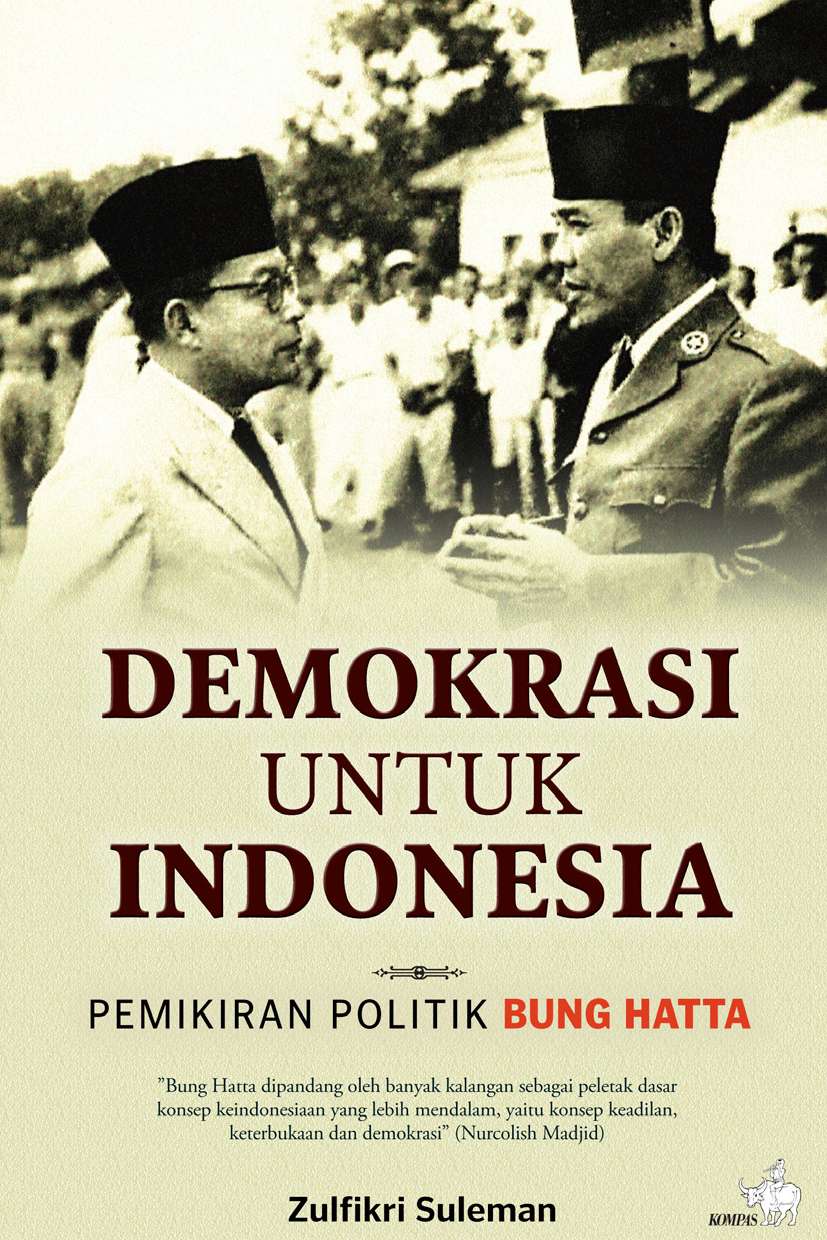 DEMOKRASI
UNTUK
INDONESIA
PEMIKIRAN POLITIK BUNG HATTA
”Bung Hatta dipandang oleh banyak kalangan sebagai peletak dasar
konsep keindonesiaan yang lebih mendalam, yaitu konsep keadilan,
keterbukaan dan demokrasi” (Nurcolish Madjid)
Zulfikri Suleman
KOMPAS